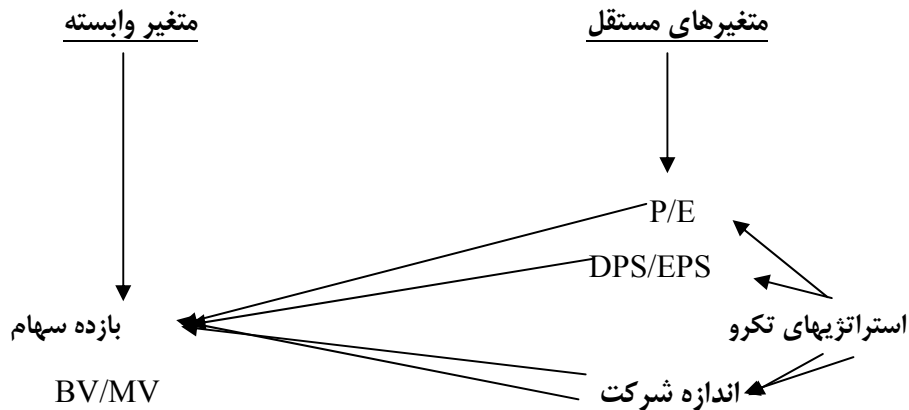 متغیرهای مستقل
متغیر وابسته
P/E
DPS/EPS
استراتژیهای تکرو
بازده سهام
اندازه شرکت
BV/MV